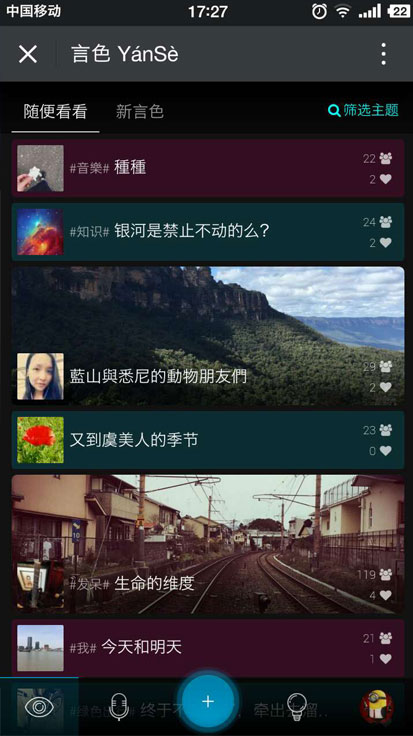 中国移动 17:27 22
言色 YánSè
随便看看 新言色 筛选主题
#音樂# 種種 22
2
#知识# 银河是禁止不动的么? 24
2
藍山與悉尼的動物朋友們 29
2
又到虞美人的季节 23
0
#发呆# 生命的维度 119
4
#我# 今天和明天 21
1
#绿色 终于不 牵出去遛...